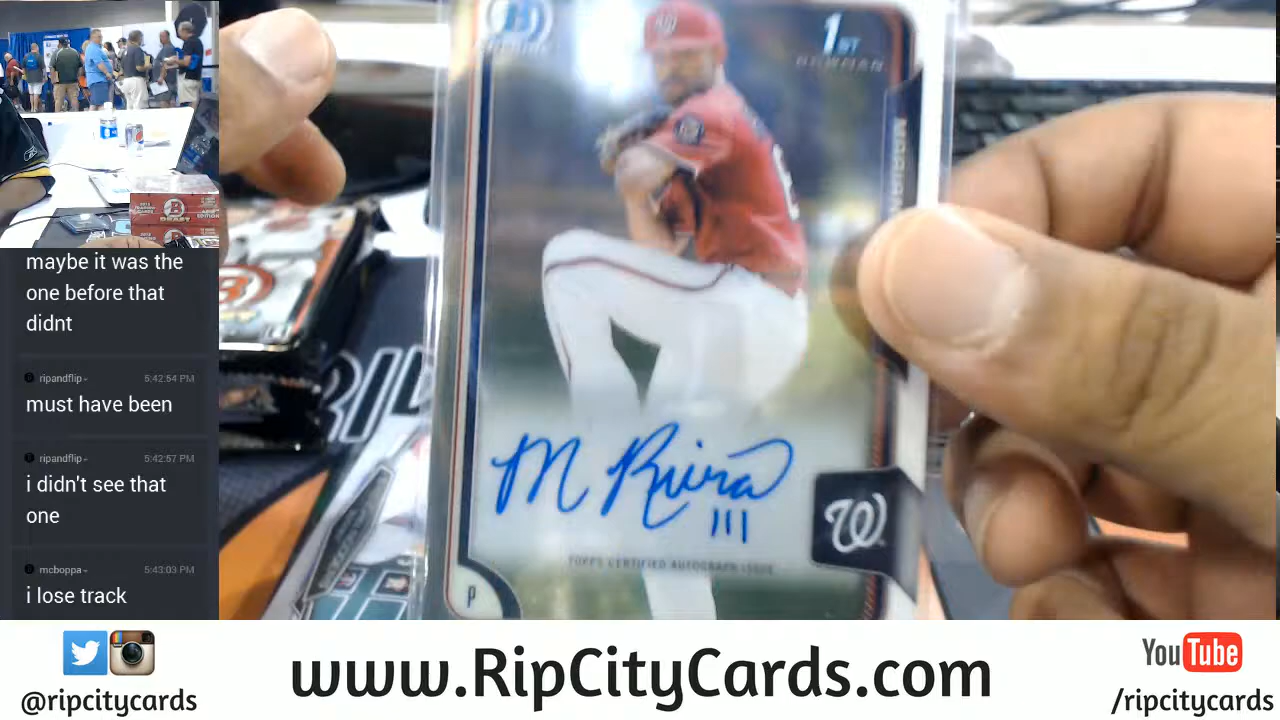 maybe it was the
one before that
didnt
ripandflip 5:42:54 PM
must have been
ripandflip 5:42:57 PM
i didn't see that
one
mcboppa 5:43:03 PM
i lose track
B
DRAFT
B
1ST
BOWMAN
W
M Rivera III
TOPPS CERTIFIED AUTOGRAPH ISSUE
P
@ripcitycards
www.RipCityCards.com
YouTube
/ripcitycards